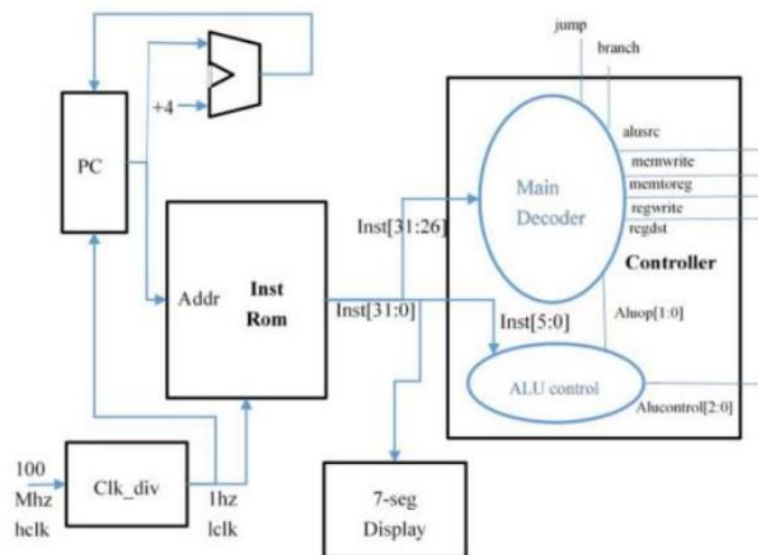 jump
branch
+4
PC
alusrc
memwrite
memtoreg
regwrite
regdst
Main
Decoder
Controller
Inst[31:26]
Addr
Inst
Rom
Inst[31:0]
Inst[5:0]
Aluop[1:0]
ALU control
Alucontrol[2:0]
100
Mhz
hclk
Clk_div
1hz
lclk
7-seg
Display